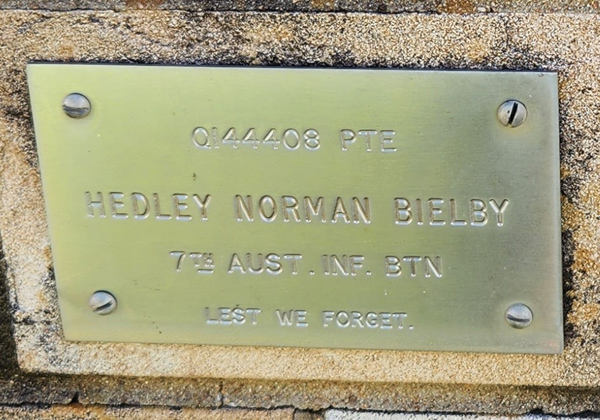 Q144408 PTE
HEDLEY NORMAN BIELBY
7TH AUST. INF. BTN
LEST WE FORGET.